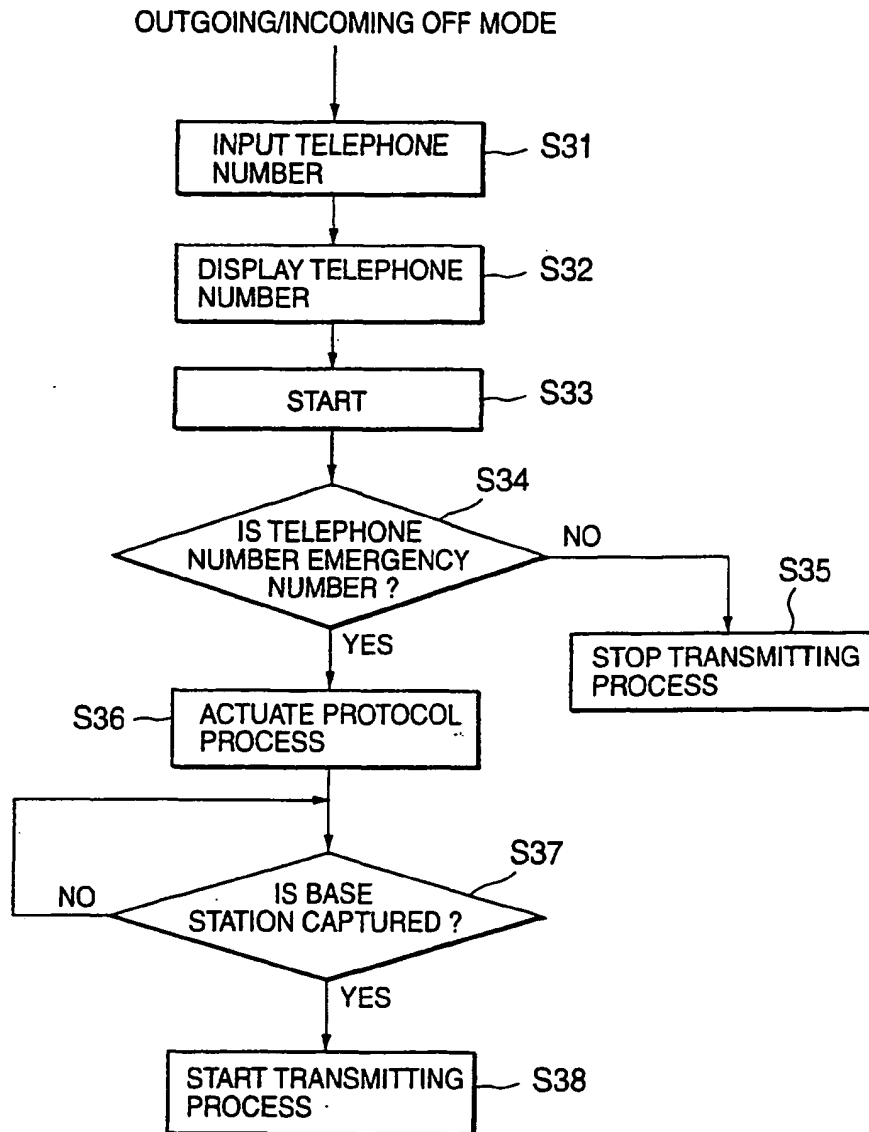 OUTGOING/INCOMING OFF MODE
INPUT TELEPHONE
NUMBER
S31
DISPLAY TELEPHONE
NUMBER
S32
START
S33
S34
IS TELEPHONE
NUMBER EMERGENCY
NUMBER ?
NO
YES
S35
STOP TRANSMITTING
PROCESS
S36
ACTUATE PROTOCOL
PROCESS
S37
IS BASE
STATION CAPTURED ?
NO
YES
START TRANSMITTING
PROCESS
S38